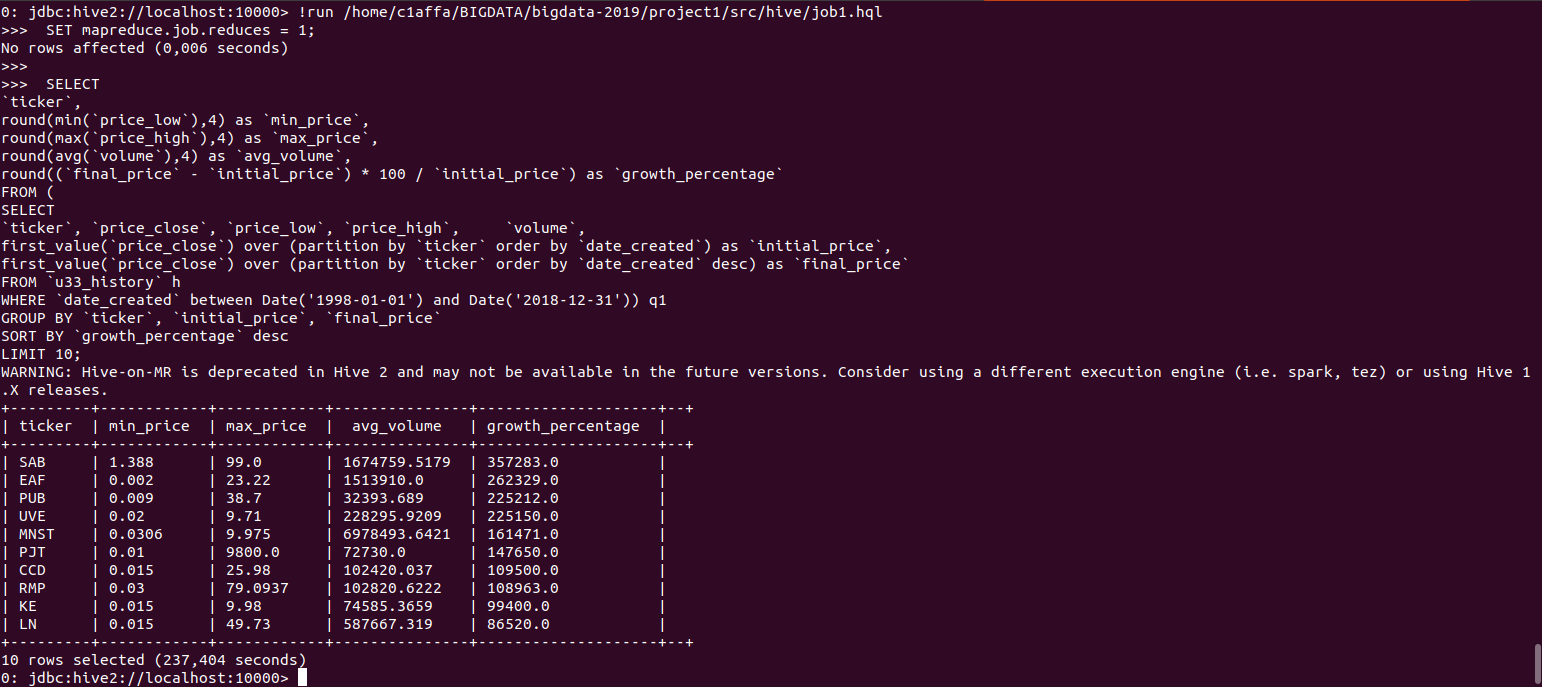 0: jdbc:hive2://localhost:10000> !run /home/c1affa/BIGDATA/bigdata-2019/project1/src/hive/job1.hql
>>>  SET mapreduce.job.reduces = 1;
No rows affected (0,006 seconds)
>>>
>>>  SELECT
`ticker`,
round(min(`price_low`),4) as `min_price`,
round(max(`price_high`),4) as `max_price`,
round(avg(`volume`),4) as `avg_volume`,
round((`final_price` - `initial_price`) * 100 / `initial_price`) as `growth_percentage`
FROM (
SELECT
`ticker`, `price_close`, `price_low`, `price_high`,     `volume`,
first_value(`price_close`) over (partition by `ticker` order by `date_created`) as `initial_price`,
first_value(`price_close`) over (partition by `ticker` order by `date_created` desc) as `final_price`
FROM `u33_history` h
WHERE `date_created` between Date('1998-01-01') and Date('2018-12-31')) q1
GROUP BY `ticker`, `initial_price`, `final_price`
SORT BY `growth_percentage` desc
LIMIT 10;
WARNING: Hive-on-MR is deprecated in Hive 2 and may not be available in the future versions. Consider using a different execution engine (i.e. spark, tez) or using Hive 1
.X releases.
+---------+------------+------------+---------------+--------------------+--+
| ticker  | min_price  | max_price  |  avg_volume   | growth_percentage  |
+---------+------------+------------+---------------+--------------------+--+
| SAB     | 1.388      | 99.0       | 1674759.5179  | 357283.0           |
| EAF     | 0.002      | 23.22      | 1513910.0     | 262329.0           |
| PUB     | 0.009      | 38.7       | 32393.689     | 225212.0           |
| UVE     | 0.02       | 9.71       | 228295.9209   | 225150.0           |
| MNST    | 0.0306     | 9.975      | 6978493.6421  | 161471.0           |
| PJT     | 0.01       | 9800.0     | 72730.0       | 147650.0           |
| CCD     | 0.015      | 25.98      | 102420.037    | 109500.0           |
| RMP     | 0.03       | 79.0937    | 102820.6222   | 108963.0           |
| KE      | 0.015      | 9.98       | 74585.3659    | 99400.0            |
| LN      | 0.015      | 49.73      | 587667.319    | 86520.0            |
+---------+------------+------------+---------------+--------------------+--+
10 rows selected (237,404 seconds)
0: jdbc:hive2://localhost:10000>